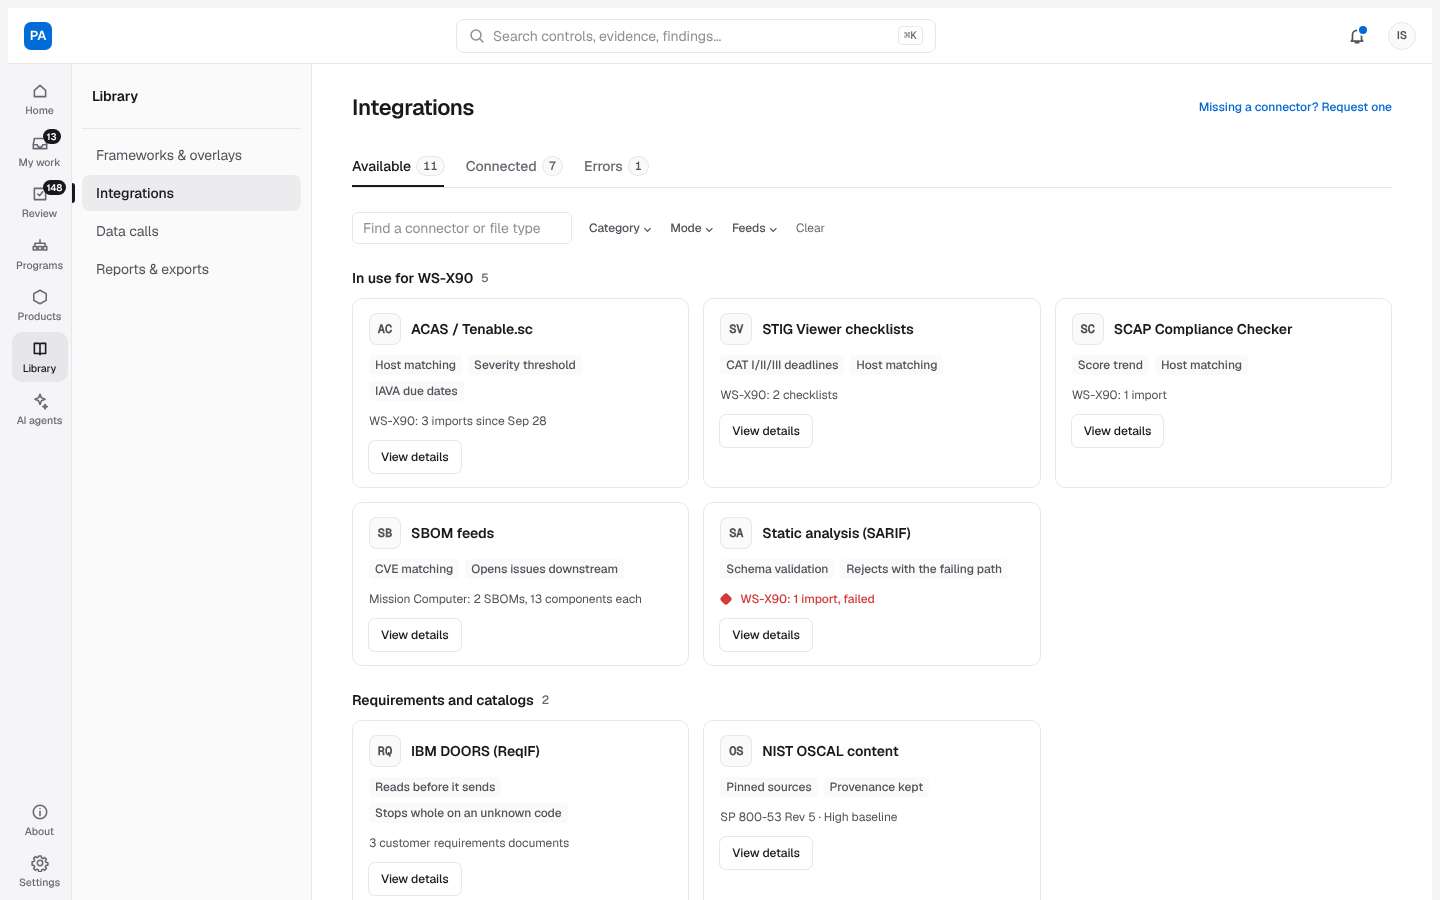 PA
Search controls, evidence, findings...
⌘K
IS
Home
13
My work
148
Review
Programs
Products
Library
AI agents
About
Settings
Library
Frameworks & overlays
Integrations
Data calls
Reports & exports
Integrations
Missing a connector? Request one
Available 11
Connected 7
Errors 1
Find a connector or file type
Category
Mode
Feeds
Clear
In use for WS-X90 5
AC ACAS / Tenable.sc
Host matching Severity threshold
IAVA due dates
WS-X90: 3 imports since Sep 28
View details
SV STIG Viewer checklists
CAT I/II/III deadlines Host matching
WS-X90: 2 checklists
View details
SC SCAP Compliance Checker
Score trend Host matching
WS-X90: 1 import
View details
SB SBOM feeds
CVE matching Opens issues downstream
Mission Computer: 2 SBOMs, 13 components each
View details
SA Static analysis (SARIF)
Schema validation Rejects with the failing path
WS-X90: 1 import, failed
View details
Requirements and catalogs 2
RQ IBM DOORS (ReqIF)
Reads before it sends
Stops whole on an unknown code
3 customer requirements documents
View details
OS NIST OSCAL content
Pinned sources Provenance kept
SP 800-53 Rev 5 · High baseline
View details